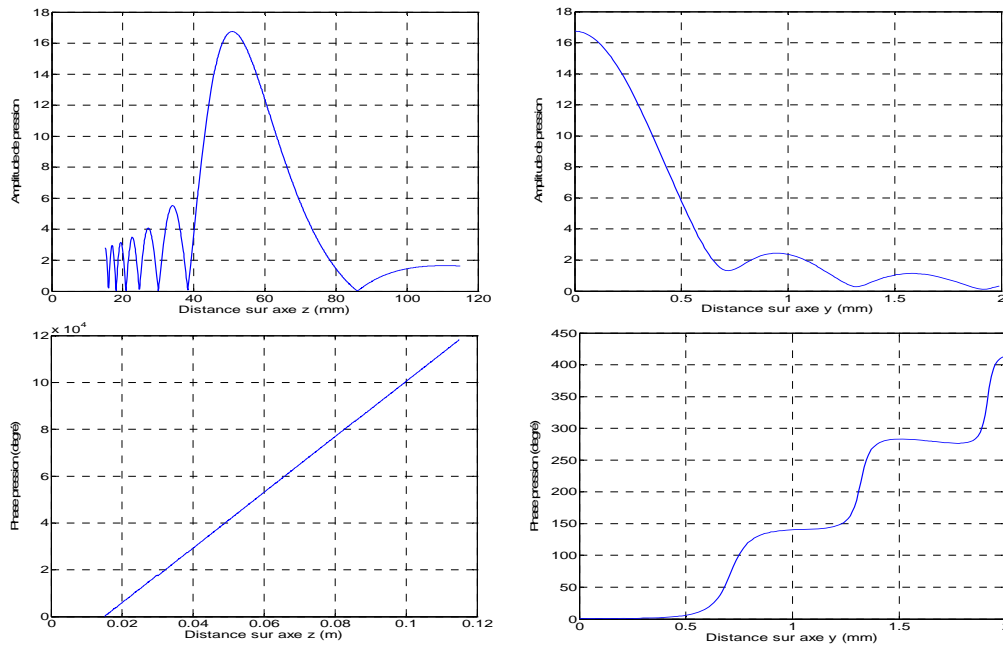 18
16
14
12
10
8
6
4
2
0
Amplitude de pression
0 20 40 60 80 100 120
Distance sur axe z (mm)
18
16
14
12
10
8
6
4
2
0
Amplitude de pression
0 0.5 1 1.5 2
Distance sur axe y (mm)
× 10 4
12
10
8
6
4
2
0
Phase pression (degré)
0 0.02 0.04 0.06 0.08 0.1 0.12
Distance sur axe z (m)
450
400
350
300
250
200
150
100
50
0
Phase pression (degré)
0 0.5 1 1.5
Distance sur axe y (mm)